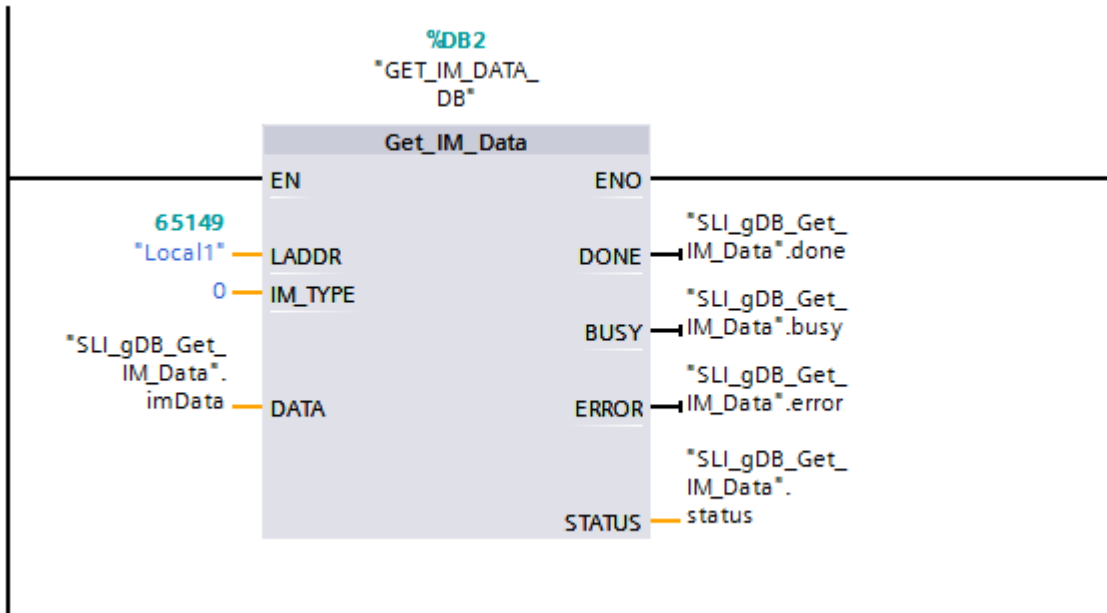 %DB2
"GET_IM_DATA_
DB"
Get_IM_Data
EN
ENO
65149
"Local1"
LADDR
"SLI_gDB_Get_
IM_Data".done
DONE
0
IM_TYPE
"SLI_gDB_Get_
IM_Data".busy
BUSY
"SLI_gDB_Get_
IM_Data".
imData
DATA
"SLI_gDB_Get_
IM_Data".error
ERROR
"SLI_gDB_Get_
IM_Data".
status
STATUS